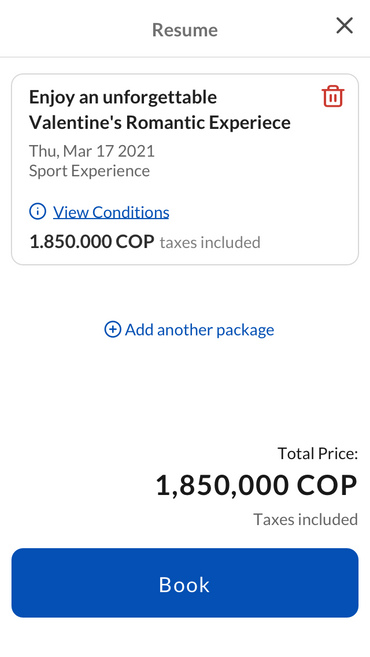 Resume
Enjoy an unforgettable
Valentine's Romantic Experiece
Thu, Mar 17 2021
Sport Experience
View Conditions
1.850.000 COP taxes included
Add another package
Total Price:
1,850,000 COP
Taxes included
Book